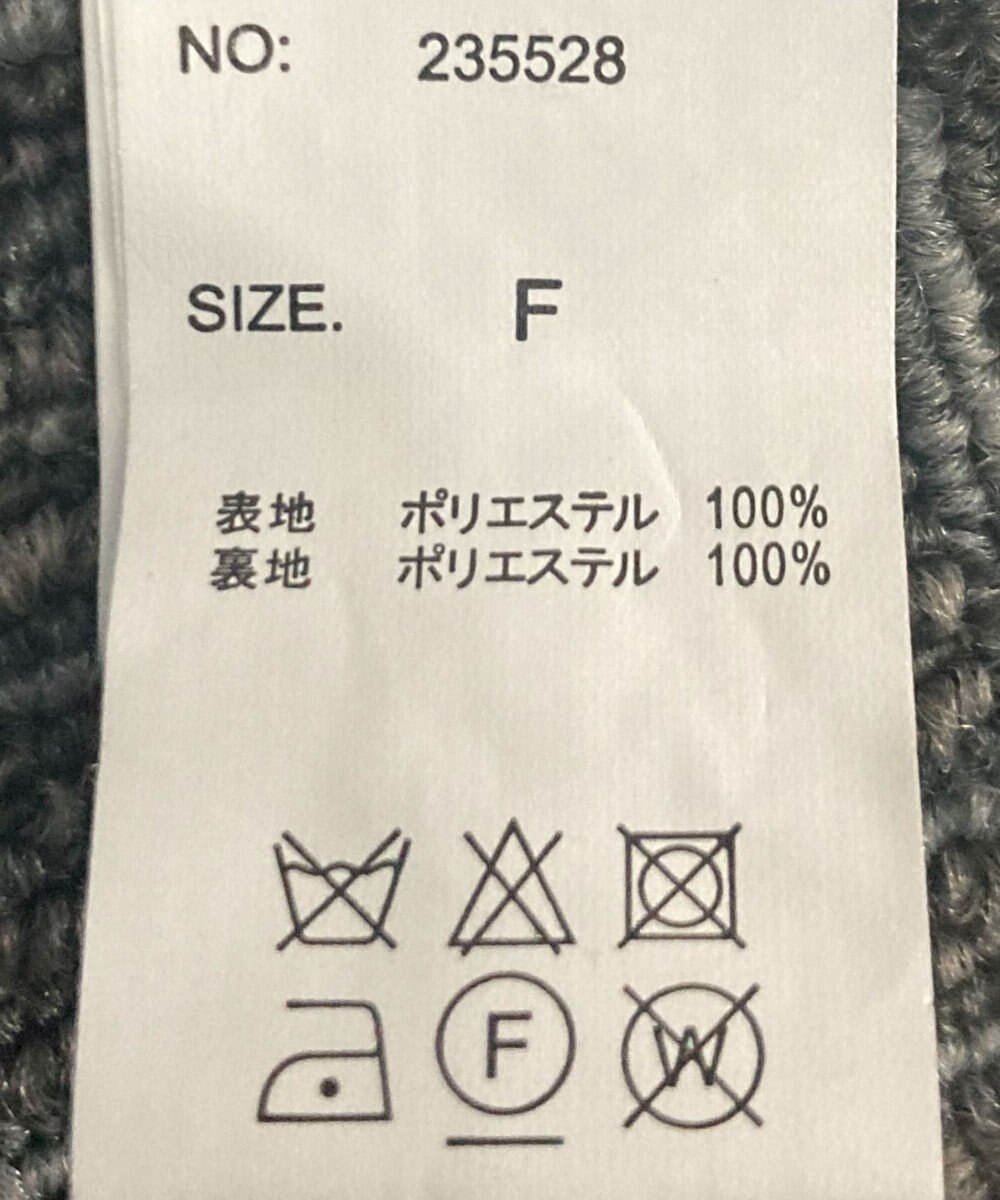 NO: 235528
SIZE. F
表地 ポリエステル 100%
裏地 ポリエステル 100%
F W